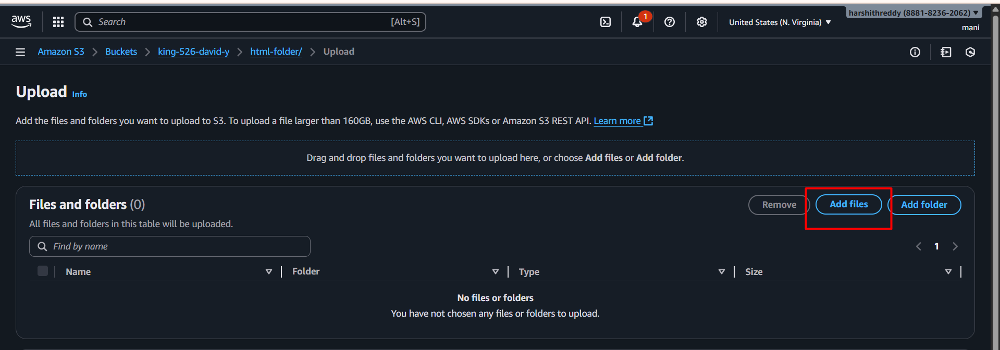 aws
Search [Alt+S]
1
United States (N. Virginia)
harshithreddy (8881-8236-2062)
mani
Amazon S3 > Buckets > king-526-david-y > html-folder/ > Upload
Upload Info
Add the files and folders you want to upload to S3. To upload a file larger than 160GB, use the AWS CLI, AWS SDKs or Amazon S3 REST API. Learn more
Drag and drop files and folders you want to upload here, or choose Add files or Add folder.
Files and folders (0)
Remove Add files Add folder
All files and folders in this table will be uploaded.
Find by name
1
Name Folder Type Size
No files or folders
You have not chosen any files or folders to upload.